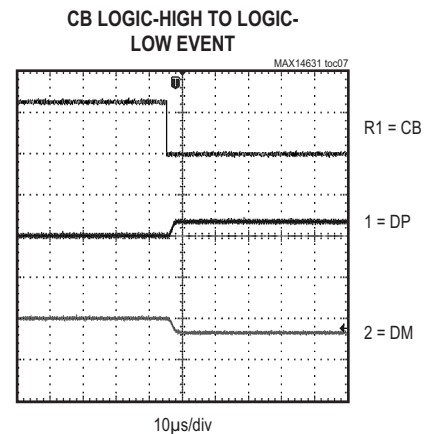 CB LOGIC-HIGH TO LOGIC-
LOW EVENT
MAX14631 toc07
R1 = CB
1 = DP
2 = DM
10µs/div